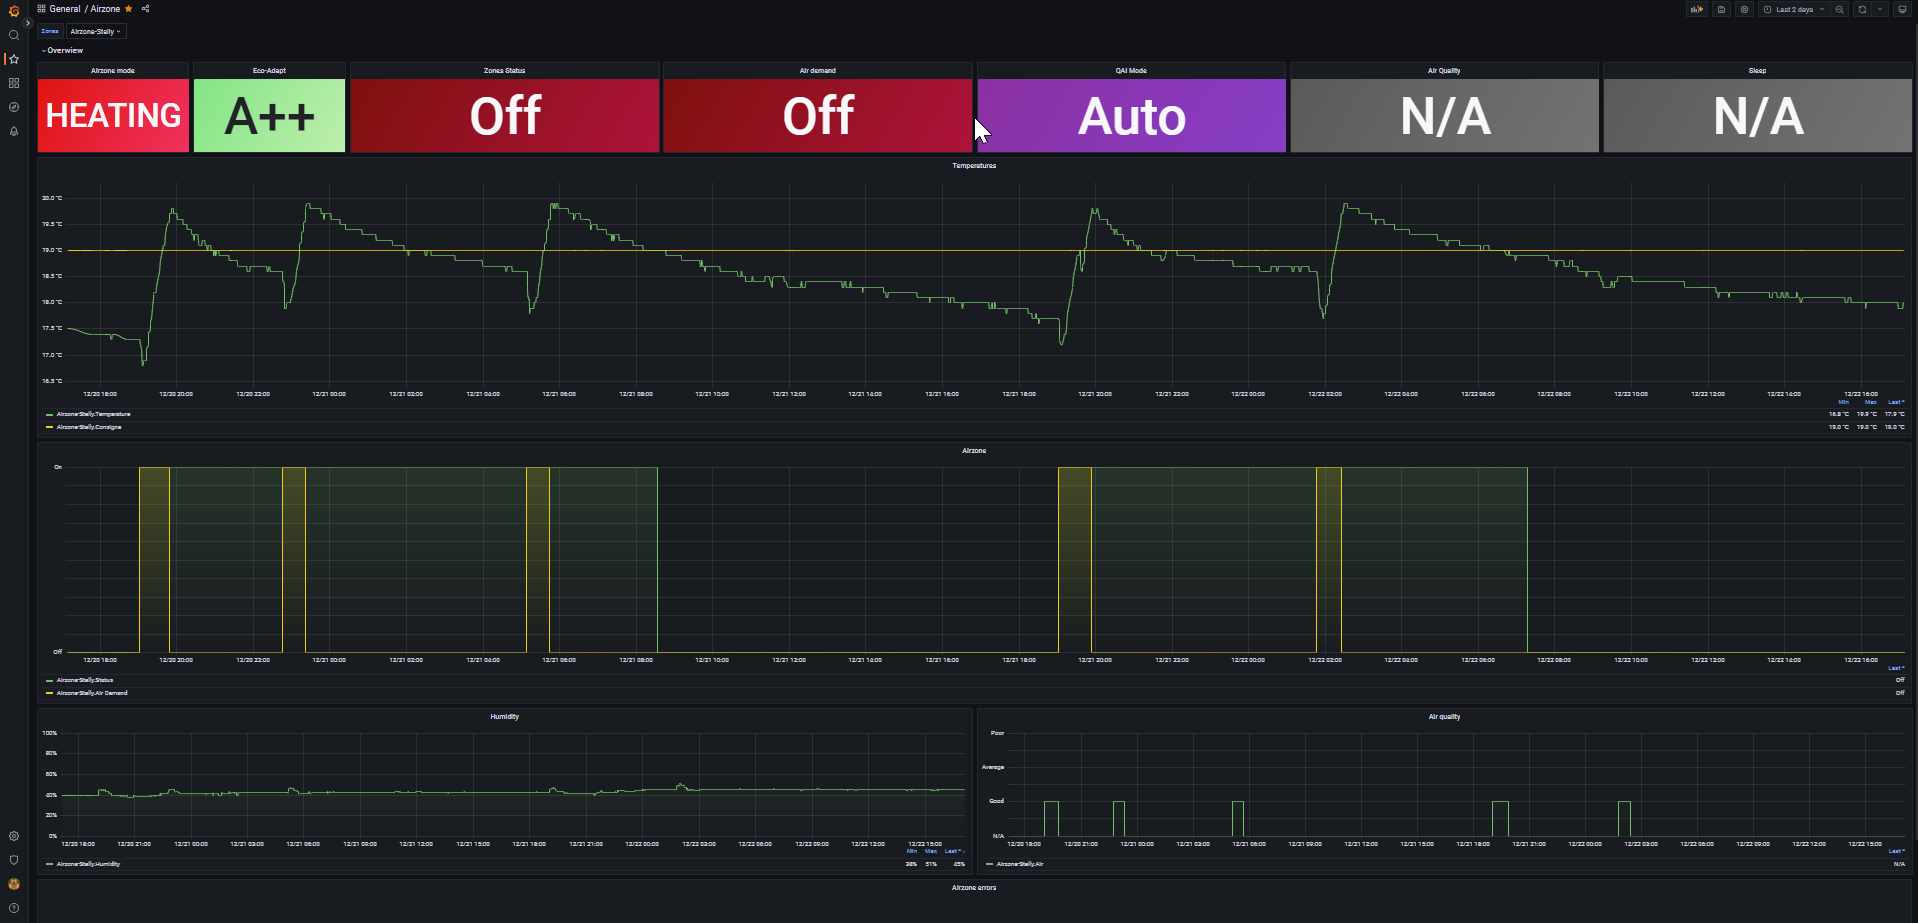 General / Airzone
Last 2 days
Zones Airzone-Stelly
Overview
Airzone mode
HEATING
Eco-Adapt
A++
Zones Status
Off
Air demand
Off
QAI Mode
Auto
Air Quality
N/A
Sleep
N/A
Temperatures
20.0 °C
19.5 °C
19.0 °C
18.5 °C
18.0 °C
17.5 °C
17.0 °C
16.5 °C
12/20 18:00 12/20 20:00 12/20 22:00 12/21 00:00 12/21 02:00 12/21 04:00 12/21 06:00 12/21 08:00 12/21 10:00 12/21 12:00 12/21 14:00 12/21 16:00 12/21 18:00 12/21 20:00 12/21 22:00 12/22 00:00 12/22 02:00 12/22 04:00 12/22 06:00 12/22 08:00 12/22 10:00 12/22 12:00 12/22 14:00 12/22 16:00
Min Max Last *
Airzone-Stelly.Temperature 16.8 °C 19.9 °C 17.9 °C
Airzone-Stelly.Consigne 19.0 °C 19.0 °C 19.0 °C
Airzone
On
Off
12/20 18:00 12/20 20:00 12/20 22:00 12/21 00:00 12/21 02:00 12/21 04:00 12/21 06:00 12/21 08:00 12/21 10:00 12/21 12:00 12/21 14:00 12/21 16:00 12/21 18:00 12/21 20:00 12/21 22:00 12/22 00:00 12/22 02:00 12/22 04:00 12/22 06:00 12/22 08:00 12/22 10:00 12/22 12:00 12/22 14:00 12/22 16:00
Last *
Airzone-Stelly.Status Off
Airzone-Stelly.Air Demand Off
Humidity
100%
80%
60%
40%
20%
0%
12/20 18:00 12/20 21:00 12/21 00:00 12/21 03:00 12/21 06:00 12/21 09:00 12/21 12:00 12/21 15:00 12/21 18:00 12/21 21:00 12/22 00:00 12/22 03:00 12/22 06:00 12/22 09:00 12/22 12:00 12/22 15:00
Min Max Last *
Airzone-Stelly.Humidity 38% 51% 45%
Air quality
Poor
Average
Good
N/A
12/20 18:00 12/20 21:00 12/21 00:00 12/21 03:00 12/21 06:00 12/21 09:00 12/21 12:00 12/21 15:00 12/21 18:00 12/21 21:00 12/22 00:00 12/22 03:00 12/22 06:00 12/22 09:00 12/22 12:00 12/22 15:00
Last *
Airzone-Stelly.Air N/A
Airzone errors